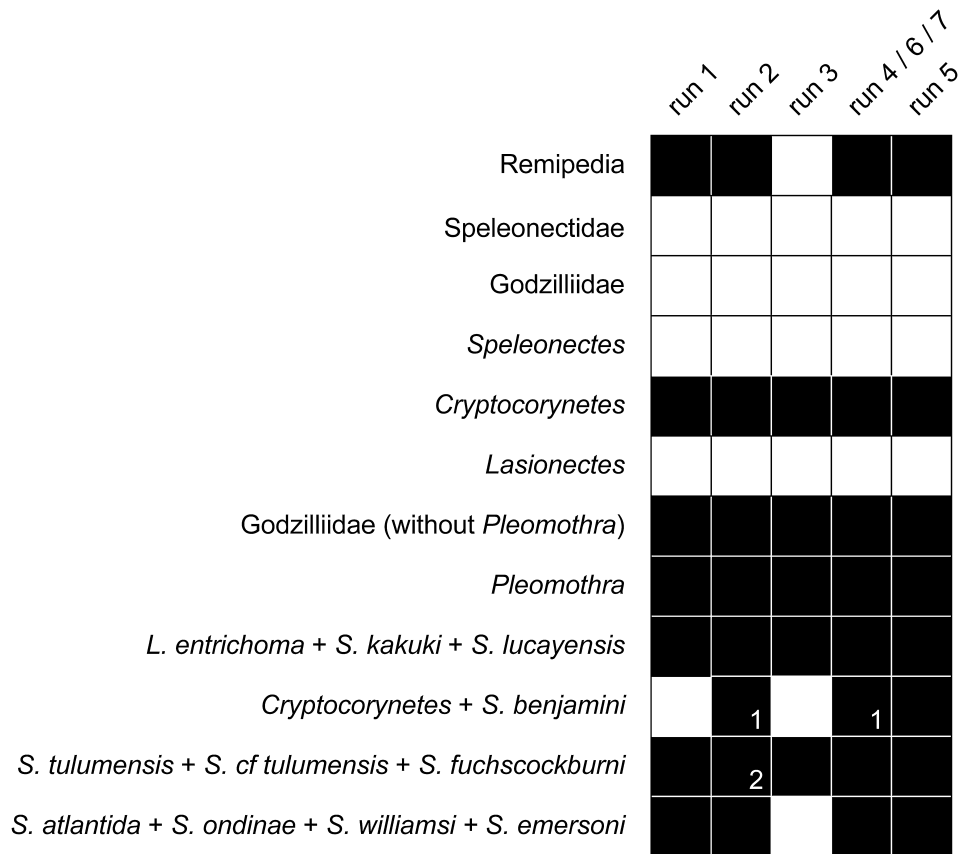 run 1
run 2
run 3
run 4 / 6 / 7
run 5
Remipedia
Speleonectidae
Godzilliidae
Speleonectes
Cryptocorynetes
Lasionectes
Godzilliidae (without Pleomothra)
Pleomothra
L. entrichoma + S. kakuki + S. lucayensis
Cryptocorynetes + S. benjamini
1
1
S. tulumensis + S. cf tulumensis + S. fuchscockburni
2
S. atlantida + S. ondinae + S. williamsi + S. emersoni